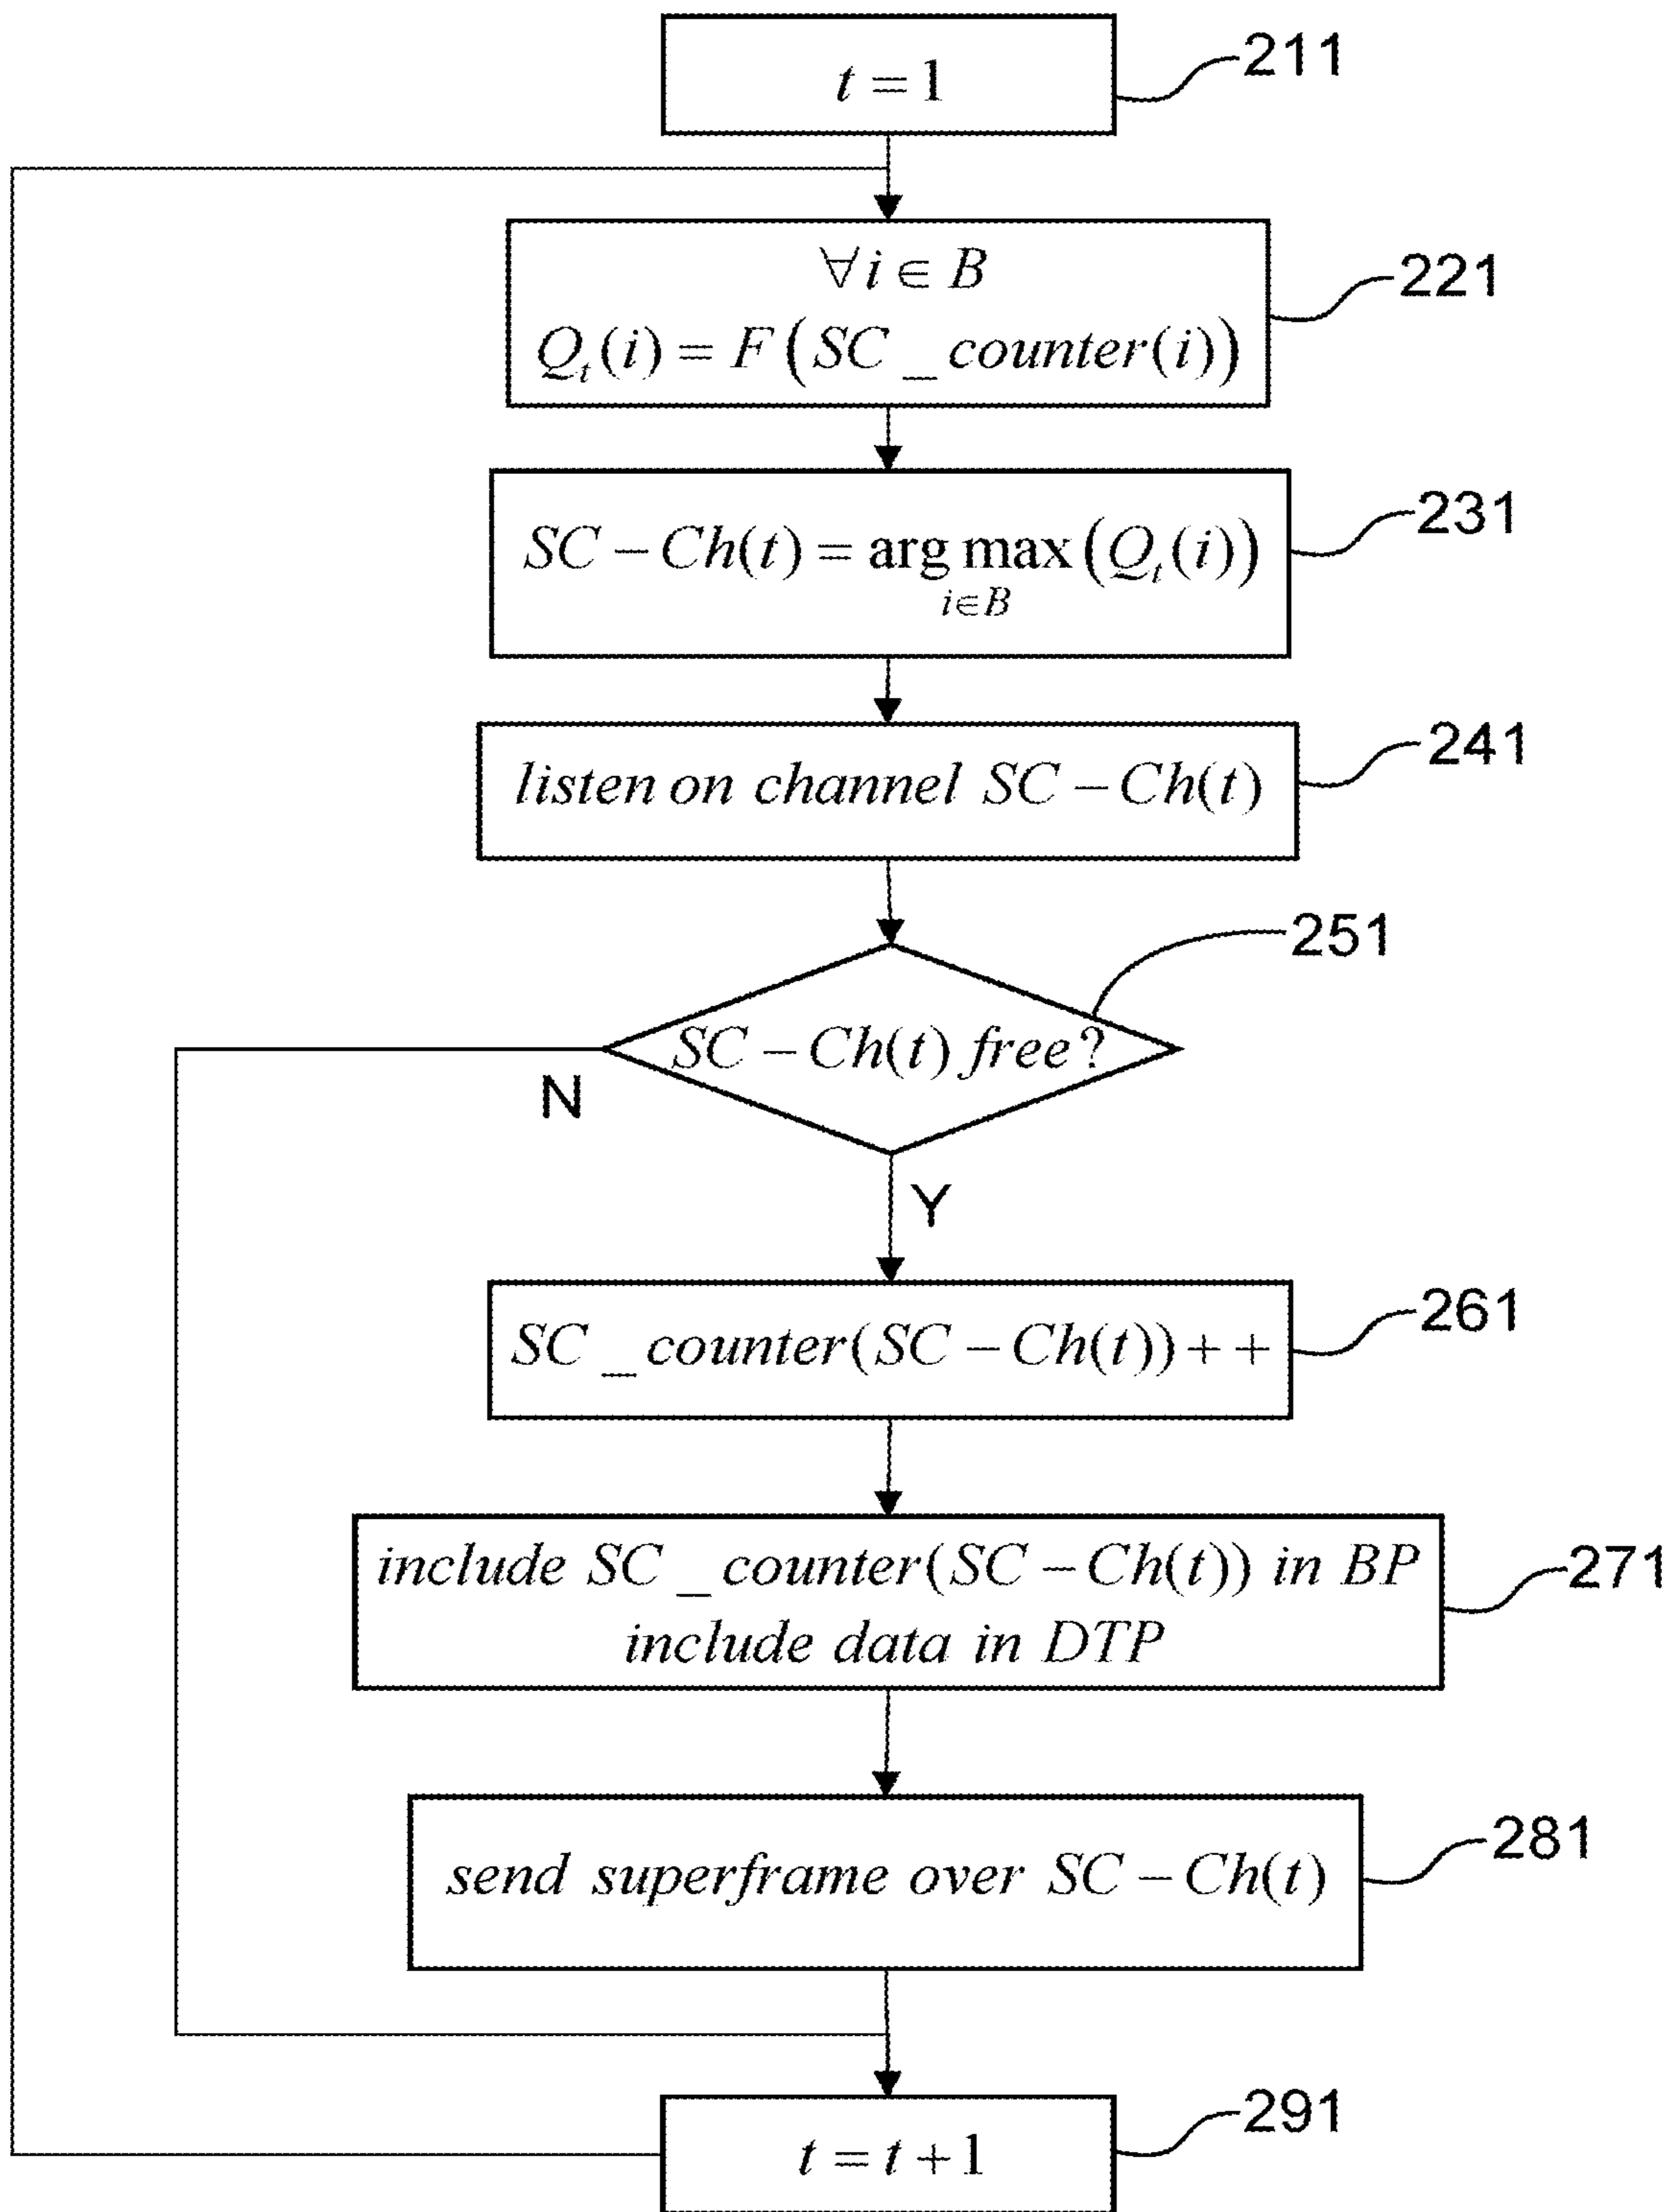 t = 1
211
∀i ∈ B
221
Q_t(i) = F(SC_counter(i))
SC – Ch(t) = arg max(Q_t(i))
231
i∈B
listen on channel SC – Ch(t)
241
251
SC – Ch(t) free?
N
Y
SC_counter(SC – Ch(t)) + +
261
include SC_counter(SC – Ch(t)) in BP
271
include data in DTP
send superframe over SC – Ch(t)
281
t = t + 1
291